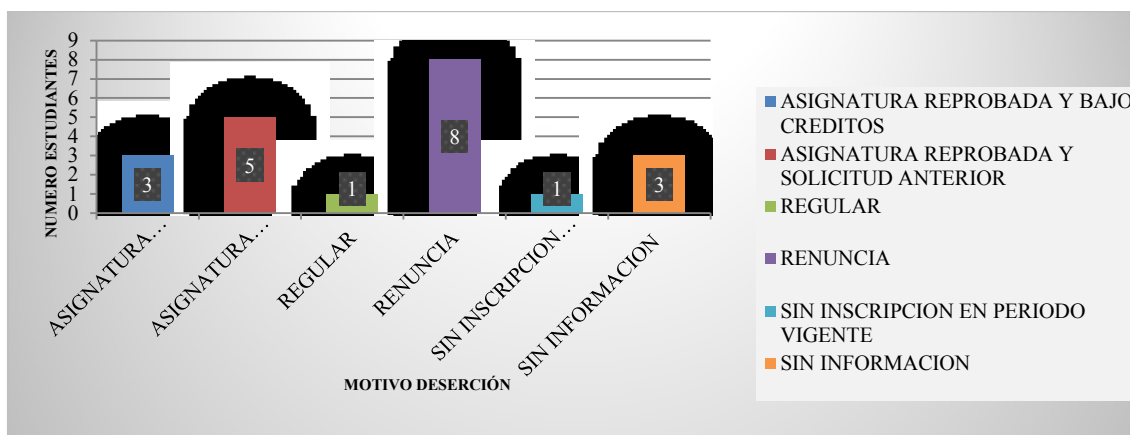 NUMERO ESTUDIANTES
9
8
7
6
5
4
3
2
1
0
3
5
1
8
1
3
ASIGNATURA…
ASIGNATURA…
REGULAR
RENUNCIA
SIN INSCRIPCION…
SIN INFORMACION
MOTIVO DESERCIÓN
ASIGNATURA REPROBADA Y BAJO
CREDITOS
ASIGNATURA REPROBADA Y
SOLICITUD ANTERIOR
REGULAR
RENUNCIA
SIN INSCRIPCION EN PERIODO
VIGENTE
SIN INFORMACION